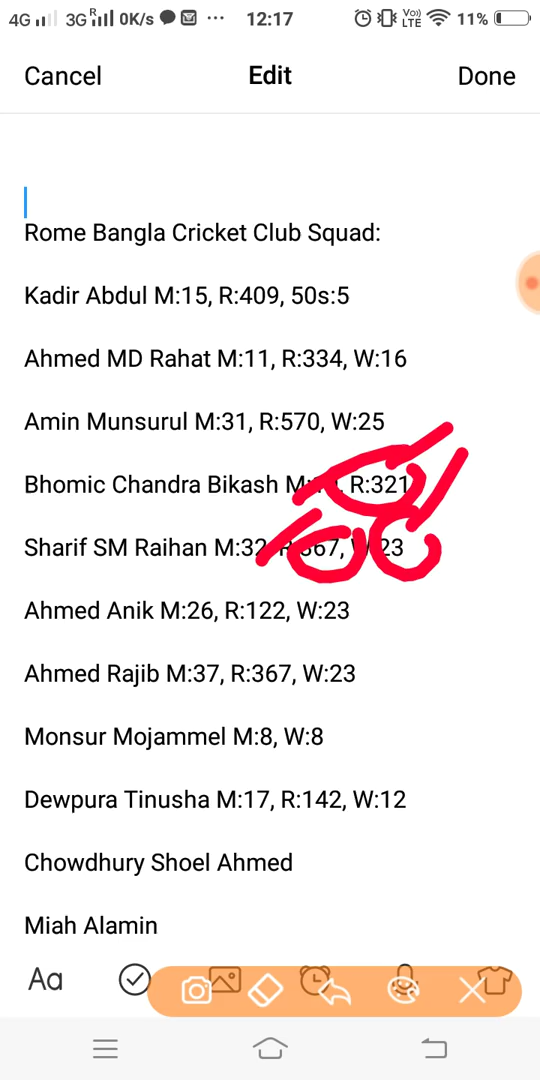 4G 3G R 0K/s ... 12:17 Vo)) LTE 11%
Cancel Edit Done
Rome Bangla Cricket Club Squad:
Kadir Abdul M:15, R:409, 50s:5
Ahmed MD Rahat M:11, R:334, W:16
Amin Munsurul M:31, R:570, W:25
Bhomic Chandra Bikash R:321
Sharif SM Raihan
Ahmed Anik M:26, R:122, W:23
Ahmed Rajib M:37, R:367, W:23
Monsur Mojammel M:8, W:8
Dewpura Tinusha M:17, R:142, W:12
Chowdhury Shoel Ahmed
Miah Alamin
Aa